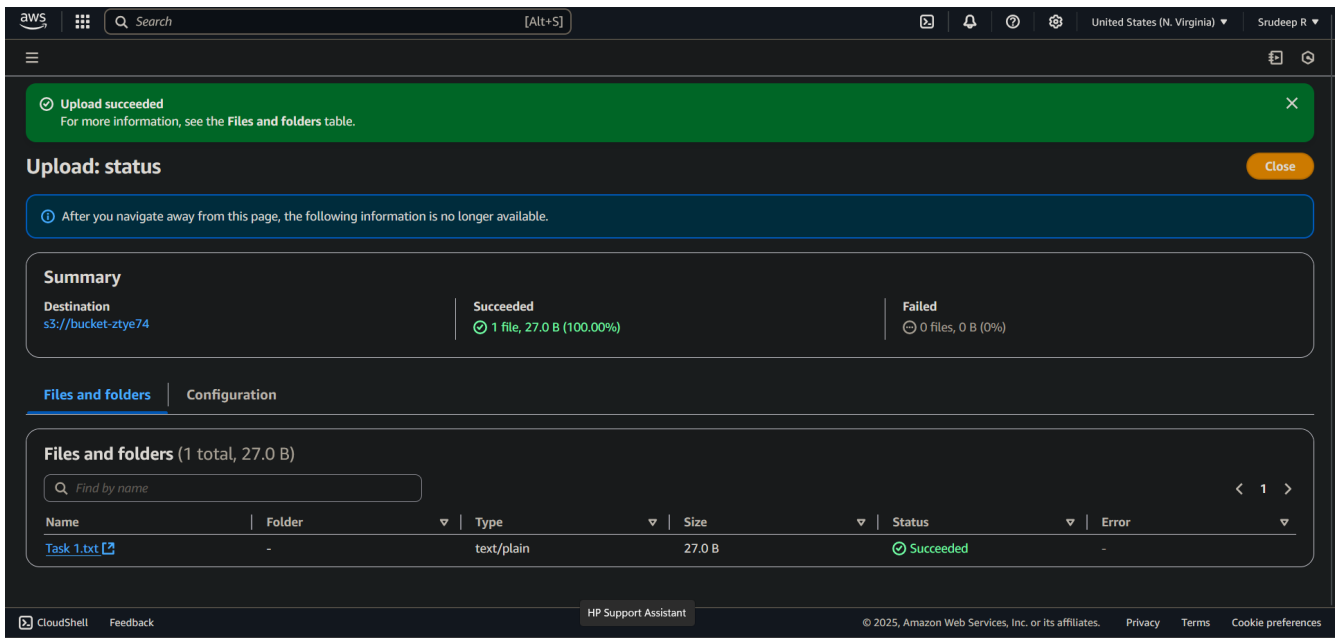 aws Search [Alt+S] United States (N. Virginia) Srudeep R
Upload succeeded
For more information, see the Files and folders table.
Upload: status Close
After you navigate away from this page, the following information is no longer available.
Summary
Destination Succeeded Failed
s3://bucket-ztye74 1 file, 27.0 B (100.00%) 0 files, 0 B (0%)
Files and folders Configuration
Files and folders (1 total, 27.0 B)
Find by name 1
Name Folder Type Size Status Error
Task 1.txt - text/plain 27.0 B Succeeded -
HP Support Assistant
CloudShell Feedback © 2025, Amazon Web Services, Inc. or its affiliates. Privacy Terms Cookie preferences